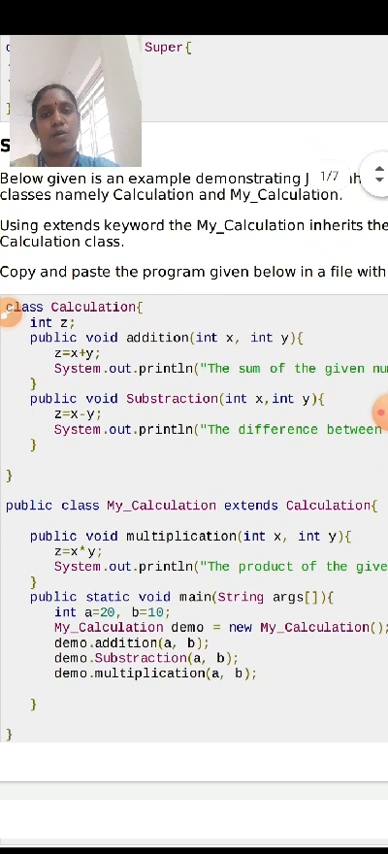 Super{
Below given is an example demonstrating
1/7
classes namely Calculation and My_Calculation.
Using extends keyword the My_Calculation inherits the
Calculation class.
Copy and paste the program given below in a file with
class Calculation{
int z;
public void addition(int x, int y){
z=x+y;
System.out.println("The sum of the given
}
public void Substraction(int x,int y){
z=x-y;
System.out.println("The difference between
}
}
public class My_Calculation extends Calculation{
public void multiplication(int x, int y){
z=x*y;
System.out.println("The product of the
}
public static void main(String args[]){
int a=20, b=10;
My_Calculation demo = new My_Calculation();
demo.addition(a, b);
demo.Substraction(a, b);
demo.multiplication(a, b);
}
}